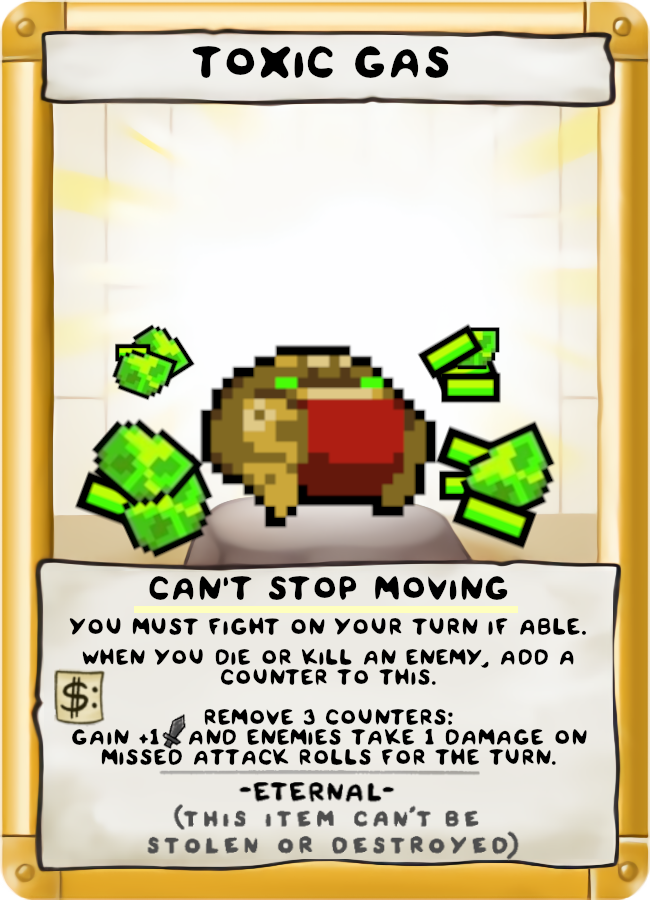 TOXIC GAS
CAN'T STOP MOVING
YOU MUST FIGHT ON YOUR TURN IF ABLE.
WHEN YOU DIE OR KILL AN ENEMY, ADD A
COUNTER TO THIS.
$:
REMOVE 3 COUNTERS:
GAIN +1 AND ENEMIES TAKE 1 DAMAGE ON
MISSED ATTACK ROLLS FOR THE TURN.
-ETERNAL-
(THIS ITEM CAN'T BE
STOLEN OR DESTROYED)